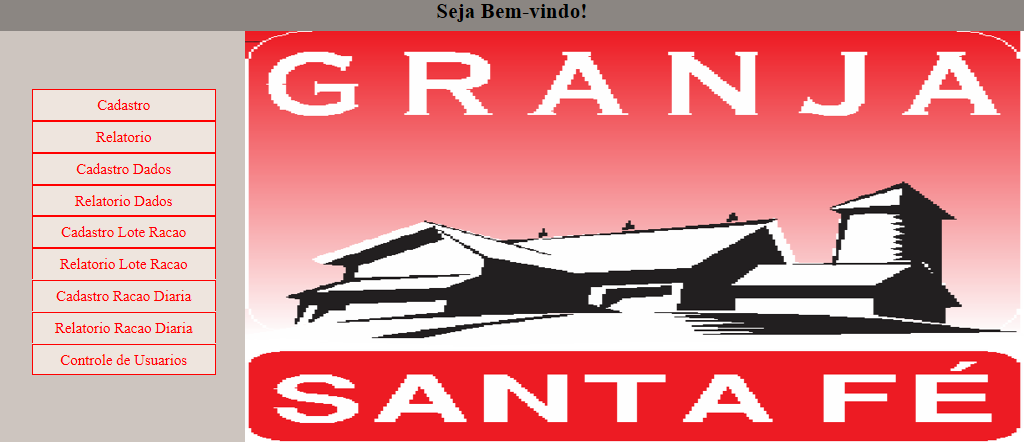 Seja Bem-vindo!
Cadastro
Relatorio
Cadastro Dados
Relatorio Dados
Cadastro Lote Racao
Relatorio Lote Racao
Cadastro Racao Diaria
Relatorio Racao Diaria
Controle de Usuarios
GRANJA
SANTA FÉ